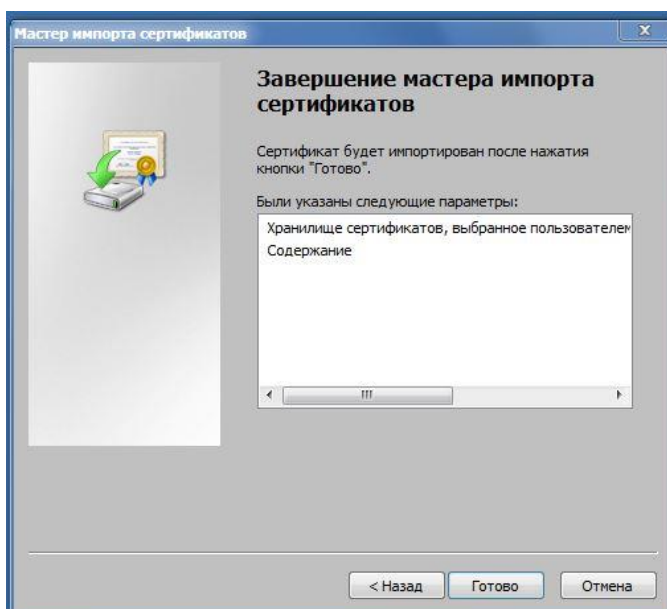 Мастер импорта сертификатов
Завершение мастера импорта
сертификатов
Сертификат будет импортирован после нажатия
кнопки "Готово".
Были указаны следующие параметры:
Хранилище сертификатов, выбранное пользователем
Содержание
< Назад
Готово
Отмена